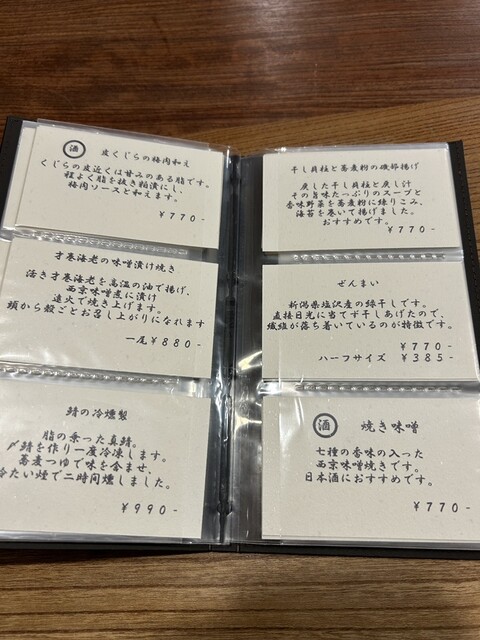 酒 皮くじらの梅肉和え
くじらの皮近くは甘みのある脂です。
程よく脂を抜き粕漬にし、
梅肉ソースと和えます。
¥770-
才巻海老の味噌漬け焼き
活き才巻海老を高温の油で揚げ、
西京味噌煮に漬け
遠火で焼き上げます。
頭から殻ごとお召し上がりになれます
一尾¥880-
鯖の冷燻製
脂の乗った真鯖。
〆鯖を作り一度冷凍します。
蕎麦つゆで味を含ませ、
冷たい煙で二時間燻しました。
¥990-
干し貝柱と蕎麦粉の磯部揚げ
戻した干し貝柱と戻し汁
その旨味たっぷりのスープと
香味野菜を蕎麦粉に練りこみ、
海苔を巻いて揚げました。
おすすめです。
¥770-
ぜんまい
新潟県塩沢産の綿干しです。
直接日光に当てず干しあげたので、
繊維が落ち着いているのが特徴です。
¥770-
ハーフサイズ ¥385-
酒 焼き味噌
七種の香味の入った
西京味噌焼きです。
日本酒におすすめです。
¥770-